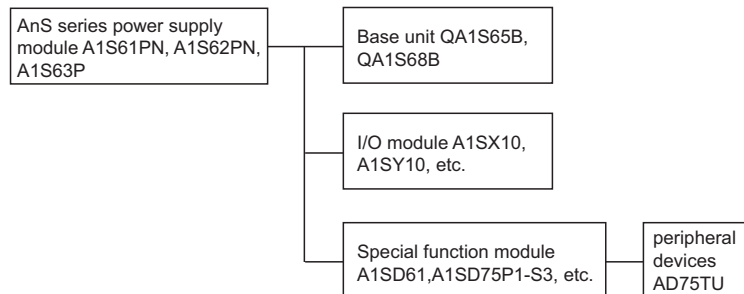 AnS series power supply
module A1S61PN, A1S62PN,
A1S63P
Base unit QA1S65B,
QA1S68B
I/O module A1SX10,
A1SY10, etc.
Special function module
A1SD61,A1SD75P1-S3, etc.
peripheral
devices
AD75TU